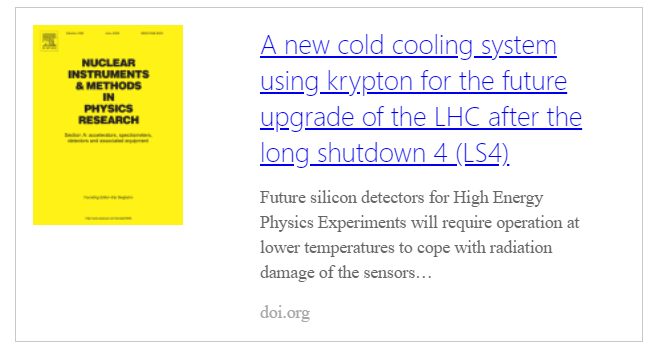 NUCLEAR
INSTRUMENTS
& METHODS
IN
PHYSICS
RESEARCH
Section A: accelerators, spectrometers,
detectors and associated equipment
A new cold cooling system
using krypton for the future
upgrade of the LHC after the
long shutdown 4 (LS4)
Future silicon detectors for High Energy
Physics Experiments will require operation at
lower temperatures to cope with radiation
damage of the sensors…
doi.org